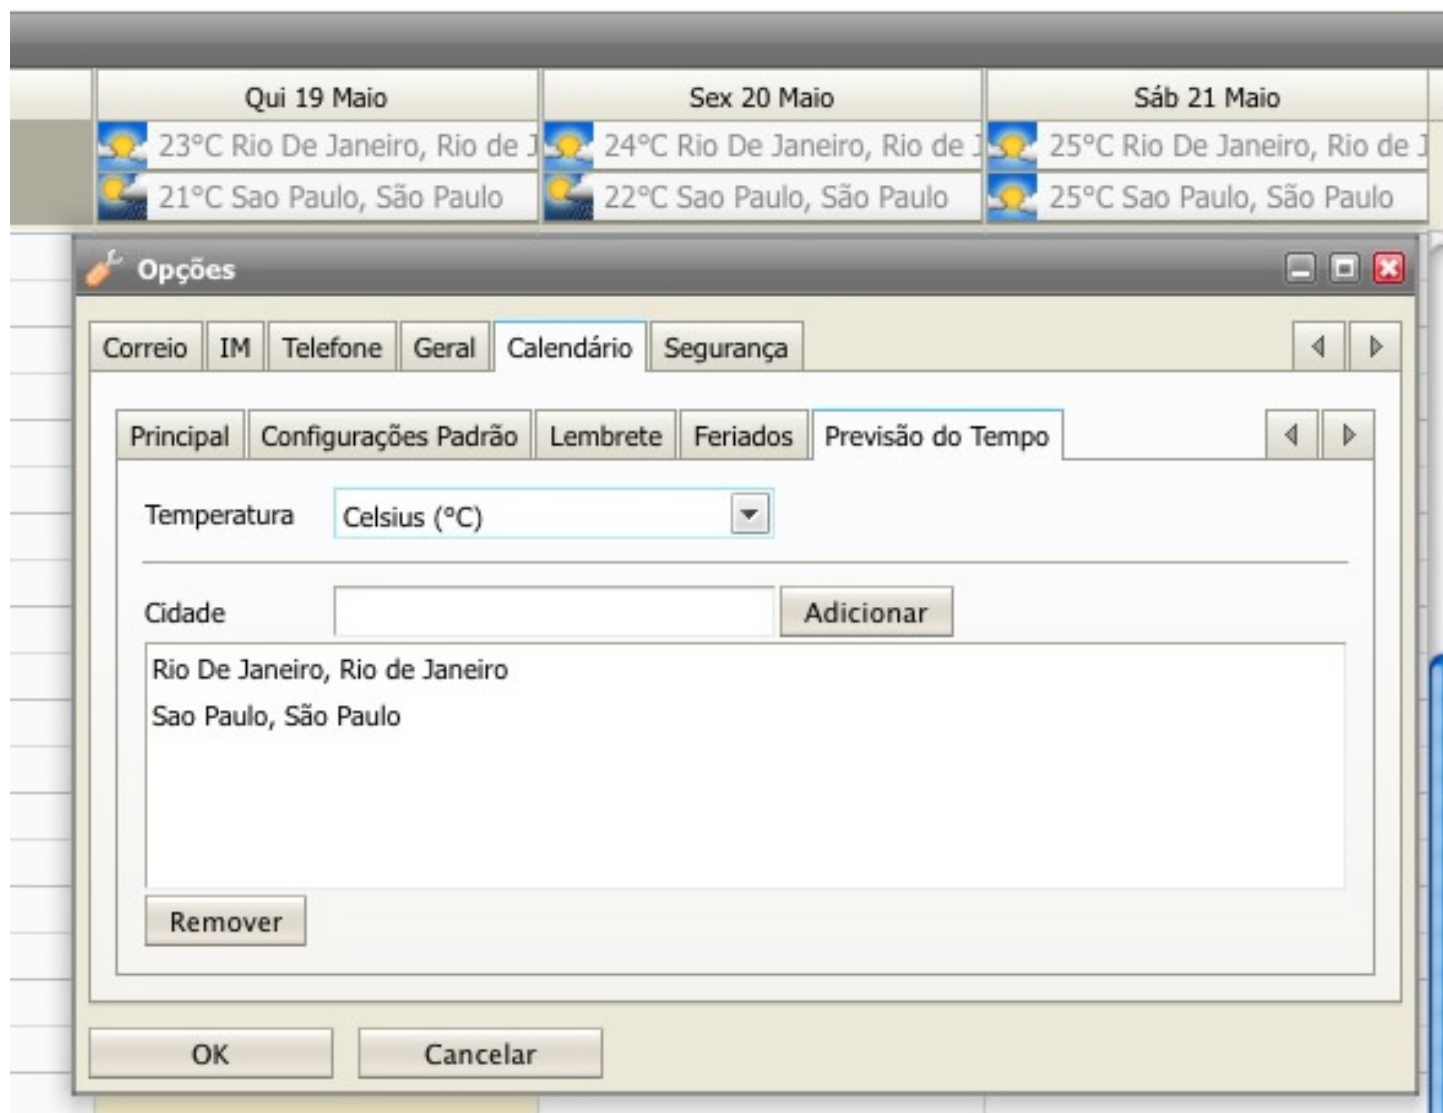 Qui 19 Maio
Sex 20 Maio
Sáb 21 Maio
23°C Rio De Janeiro, Rio de J
24°C Rio De Janeiro, Rio de J
25°C Rio De Janeiro, Rio de J
21°C Sao Paulo, São Paulo
22°C Sao Paulo, São Paulo
25°C Sao Paulo, São Paulo
Opções
Correio
IM
Telefone
Geral
Calendário
Segurança
Principal
Configurações Padrão
Lembrete
Feriados
Previsão do Tempo
Temperatura
Celsius (°C)
Cidade
Adicionar
Rio De Janeiro, Rio de Janeiro
Sao Paulo, São Paulo
Remover
OK
Cancelar